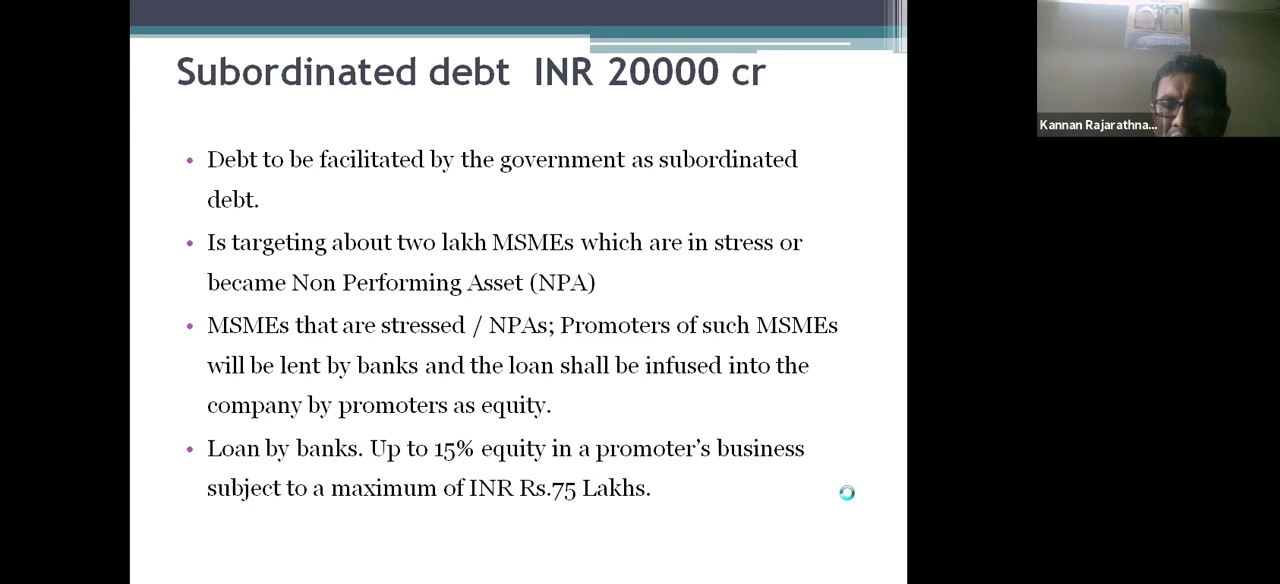 Subordinated debt INR 20000 cr
• Debt to be facilitated by the government as subordinated
debt.
• Is targeting about two lakh MSMEs which are in stress or
became Non Performing Asset (NPA)
• MSMEs that are stressed / NPAs; Promoters of such MSMEs
will be lent by banks and the loan shall be infused into the
company by promoters as equity.
• Loan by banks. Up to 15% equity in a promoter’s business
subject to a maximum of INR Rs.75 Lakhs.
Kannan Rajarathna...